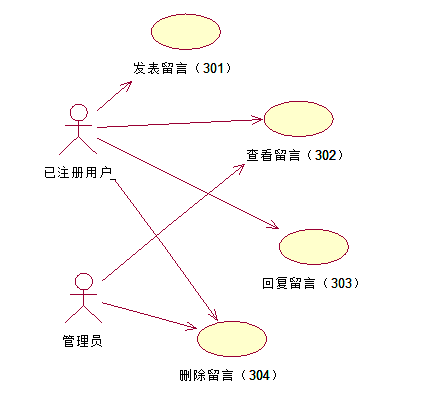 发表留言（301）
查看留言（302）
已注册用户
回复留言（303）
管理员
删除留言（304）